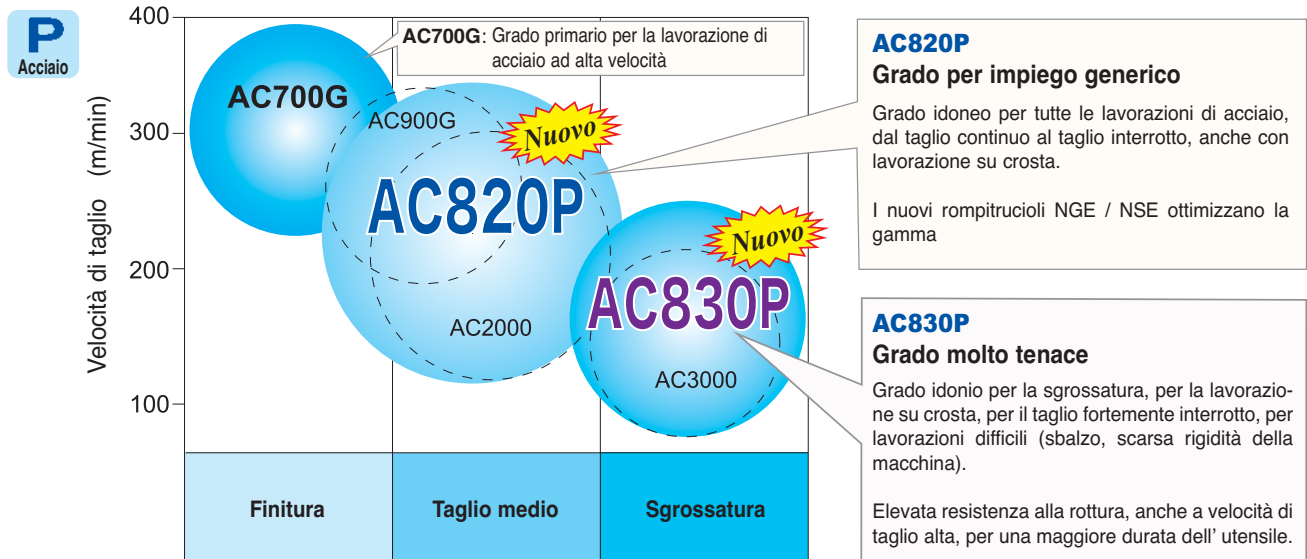 P
Acciaio
Velocità di taglio (m/min)
400
300
200
100
AC700G: Grado primario per la lavorazione di
acciaio ad alta velocità
AC700G
AC900G
Nuovo
AC820P
AC2000
Nuovo
AC830P
AC3000
Finitura
Taglio medio
Sgrossatura
AC820P
Grado per impiego generico
Grado idoneo per tutte le lavorazioni di acciaio,
dal taglio continuo al taglio interrotto, anche con
lavorazione su crosta.
I nuovi rompitrucioli NGE / NSE ottimizzano la
gamma
AC830P
Grado molto tenace
Grado idonio per la sgrossatura, per la lavorazio-
ne su crosta, per il taglio fortemente interrotto, per
lavorazioni difficili (sbalzo, scarsa rigidità della
macchina).
Elevata resistenza alla rottura, anche a velocità di
taglio alta, per una maggiore durata dell' utensile.